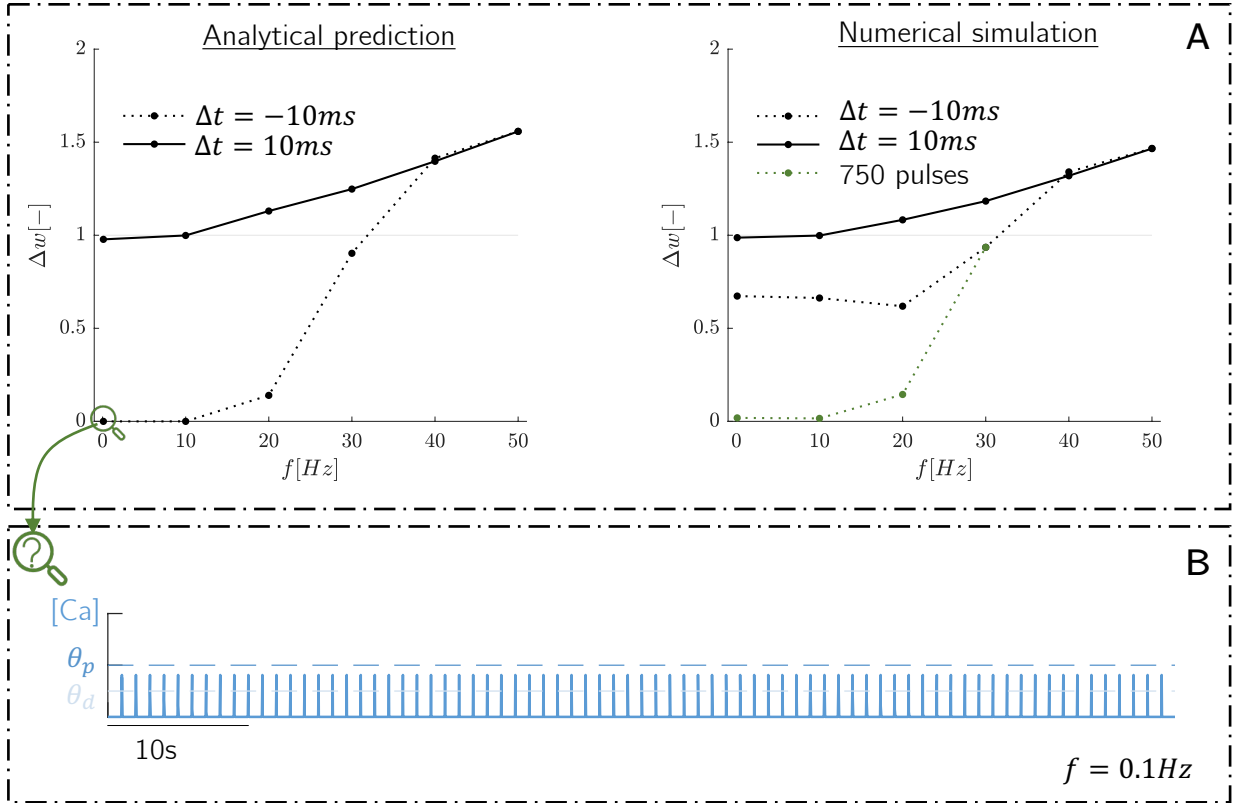 A
Analytical prediction
Δt = −10ms
Δt = 10ms
2
1.5
1
0.5
0
Δw[−]
0 10 20 30 40 50
f[Hz]
Numerical simulation
Δt = −10ms
Δt = 10ms
750 pulses
2
1.5
1
0.5
0
Δw[−]
0 10 20 30 40 50
f[Hz]
?
B
[Ca]
θp
θd
10s
f = 0.1Hz